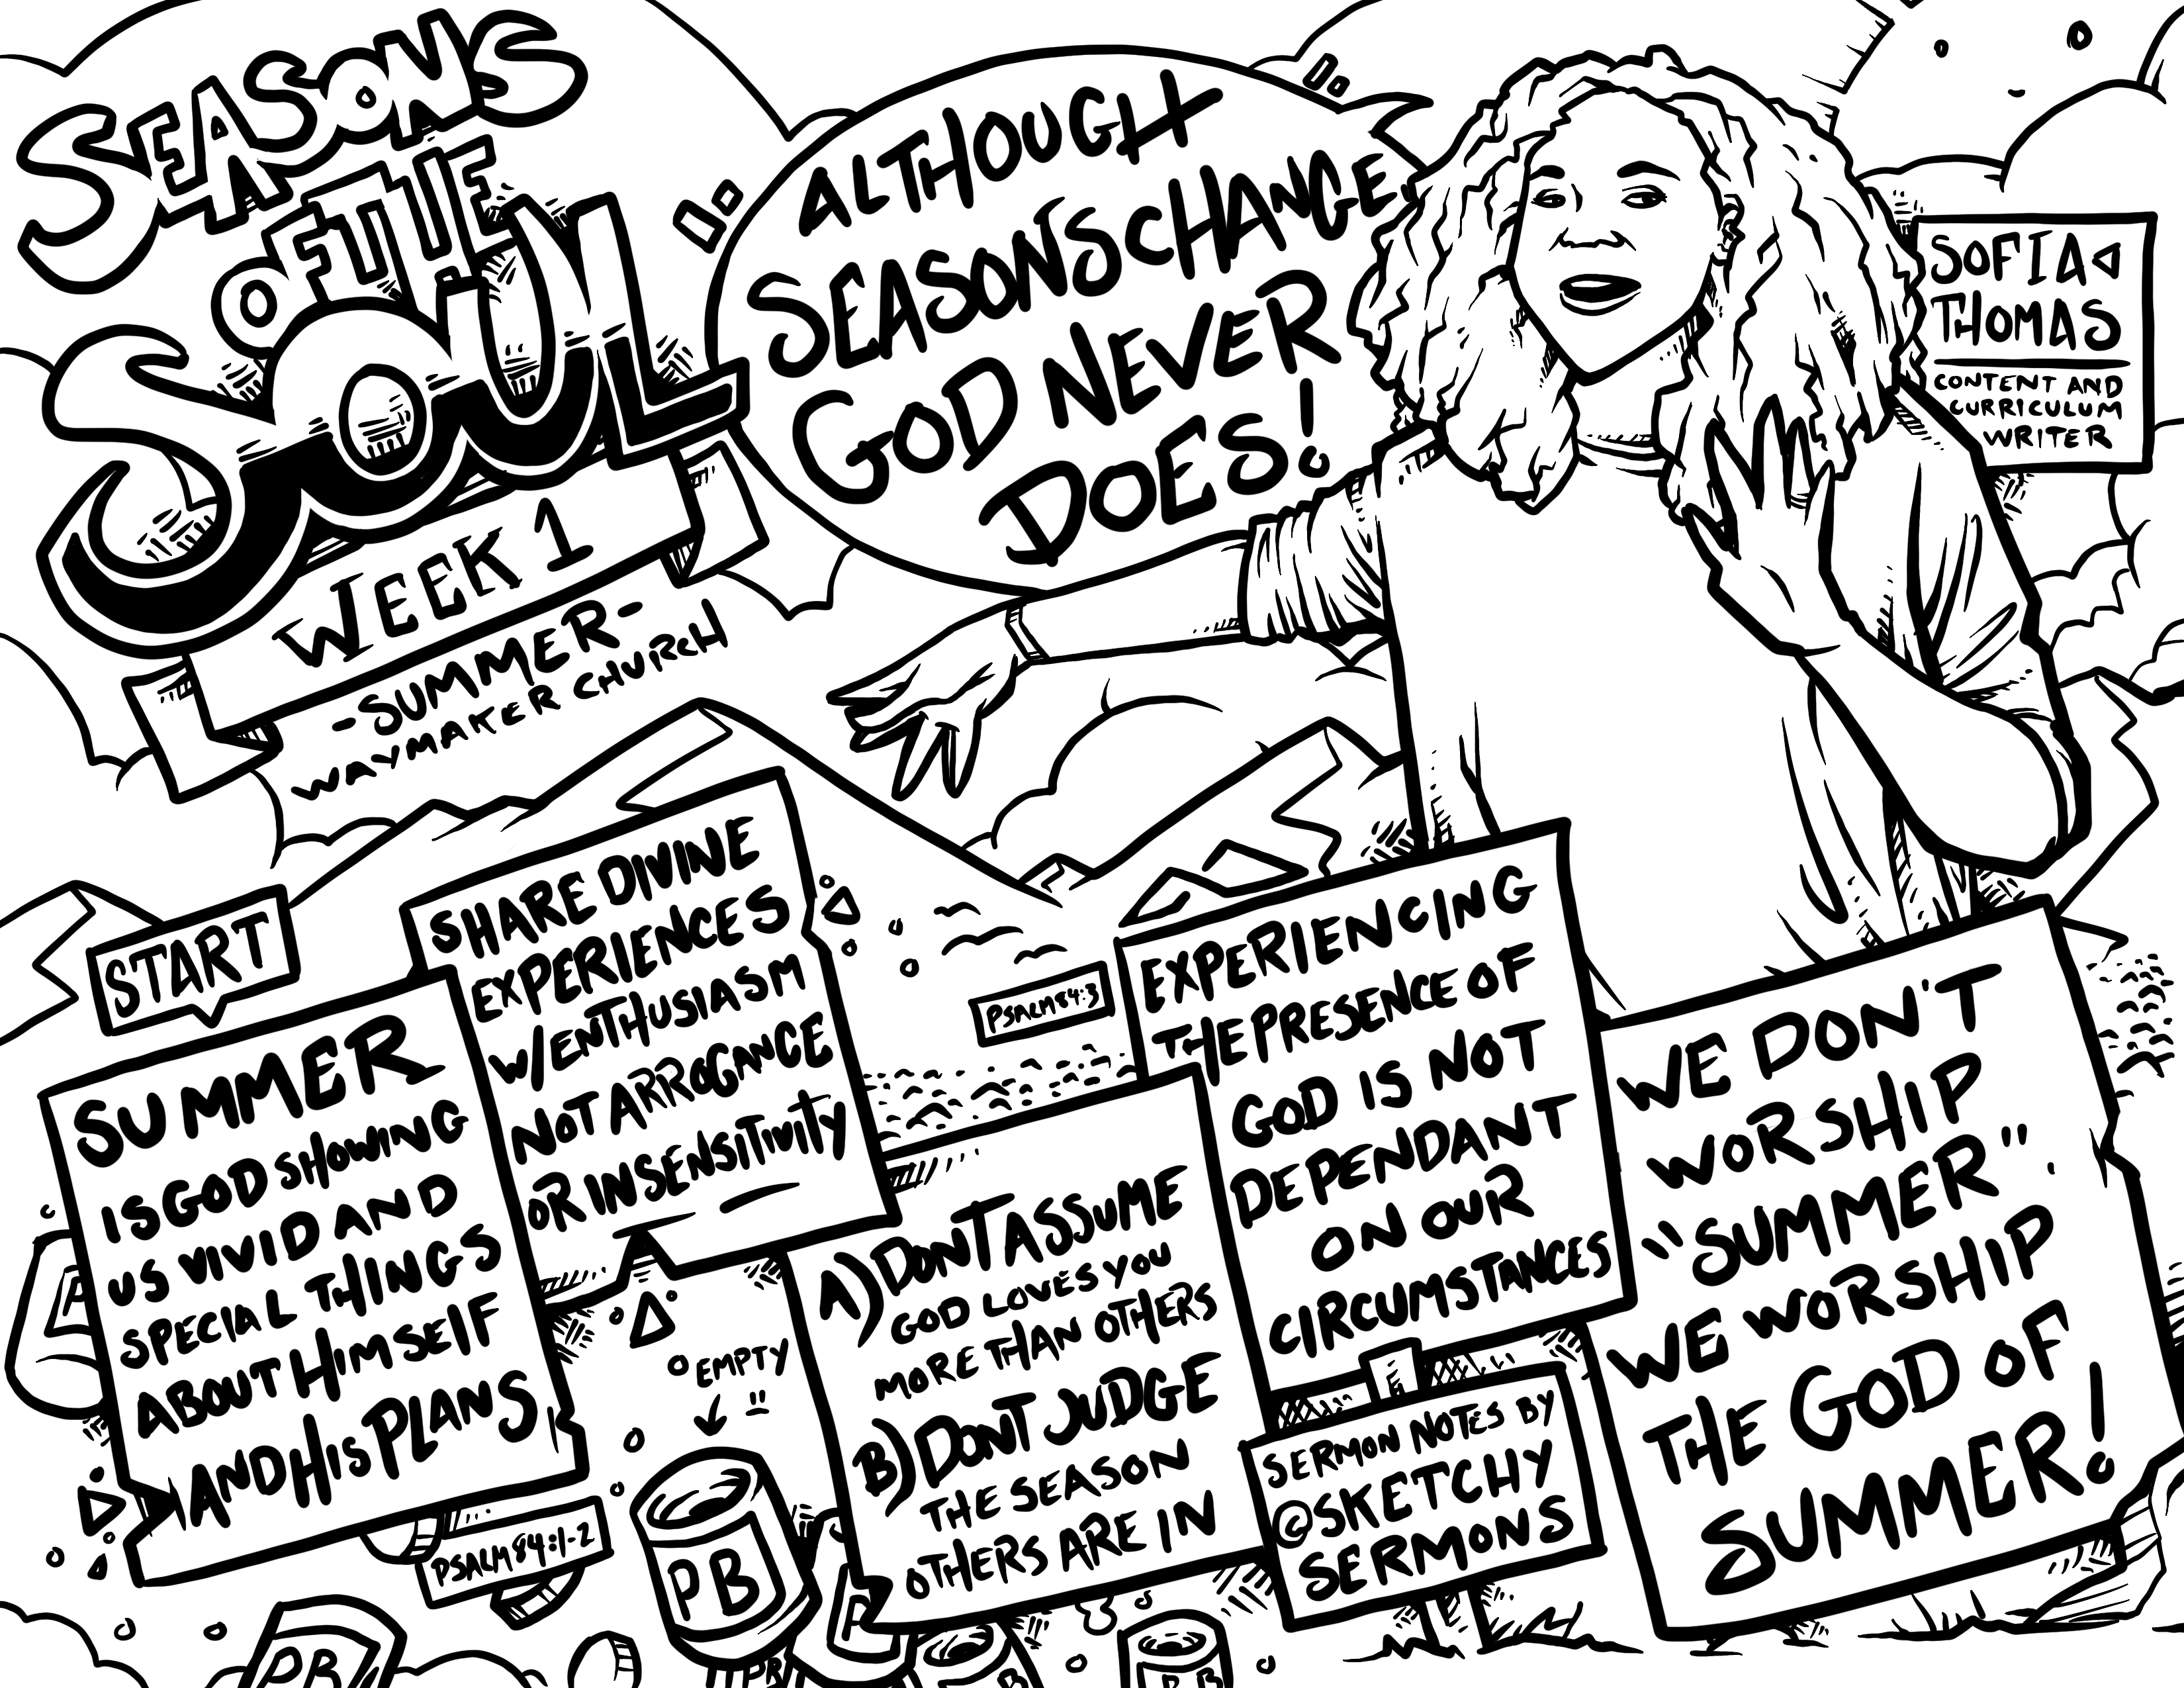 SEASONS
OF THE
SOUL
WEEK 1
-SUMMER-
WAYMAKER CHURCH
ALTHOUGH
SEASONS CHANGE,
GOD NEVER
DOES!
SOFIA
THOMAS
CONTENT AND
CURRICULUM
WRITER
START
SUMMER
IS GOD SHOWING
US VIVID AND
SPECIAL THINGS
ABOUT HIMSELF
AND HIS PLANS
PSALM 84:1-2
SHARE DIVINE
EXPERIENCES
W/ENTHUSIASM
NOT ARROGANCE
OR INSENSITIVITY
EMPTY
PB
PB
PB
PB
A) DON'T ASSUME
GOD LOVES YOU
MORE THAN OTHERS
B) DON'T JUDGE
THE SEASON
OTHERS ARE IN
PSALM 84:3
EXPERIENCING
THE PRESENCE OF
GOD IS NOT
DEPENDANT
ON OUR
CIRCUMSTANCES
SERMON NOTES BY
@SKETCHY
SERMONS
WE DON'T
WORSHIP
"SUMMER"
WE WORSHIP
THE GOD OF
SUMMER!